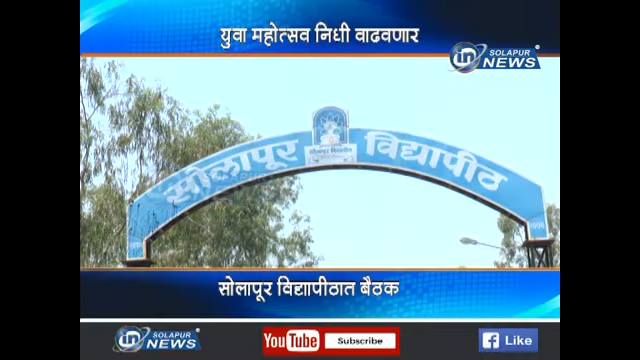 युवा महोत्सव निधी वाढवणार
in SOLAPUR NEWS
सोलापूर विद्यापीठ
सोलापूर विद्यापीठात बैठक
in SOLAPUR NEWS
YouTube Subscribe
f Like